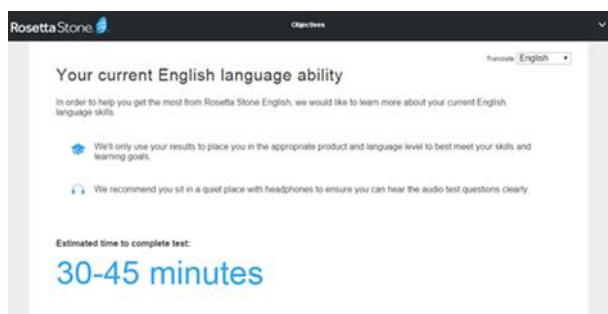 RosettaStone
Objectives
Translate English
Your current English language ability
In order to help you get the most from Rosetta Stone English, we would like to learn more about your current English
language skills.
We'll only use your results to place you in the appropriate product and language level to best meet your skills and
learning goals.
We recommend you sit in a quiet place with headphones to ensure you can hear the audio test questions clearly.
Estimated time to complete test:
30-45 minutes